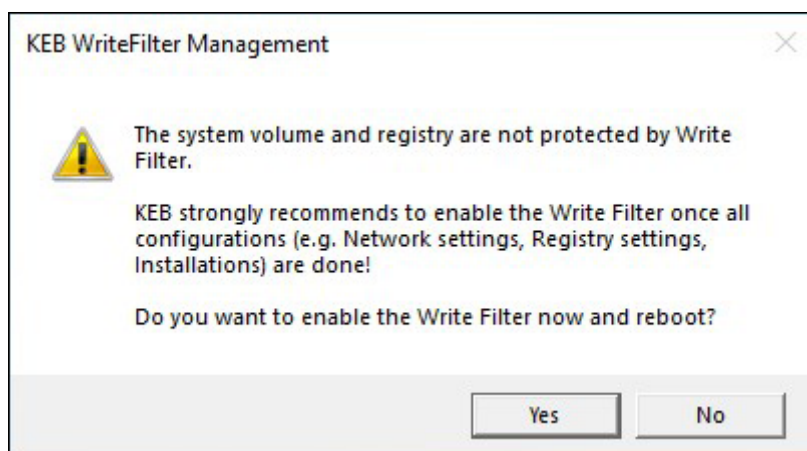 KEB WriteFilter Management
The system volume and registry are not protected by Write
Filter.
KEB strongly recommends to enable the Write Filter once all
configurations (e.g. Network settings, Registry settings,
Installations) are done!
Do you want to enable the Write Filter now and reboot?
Yes No